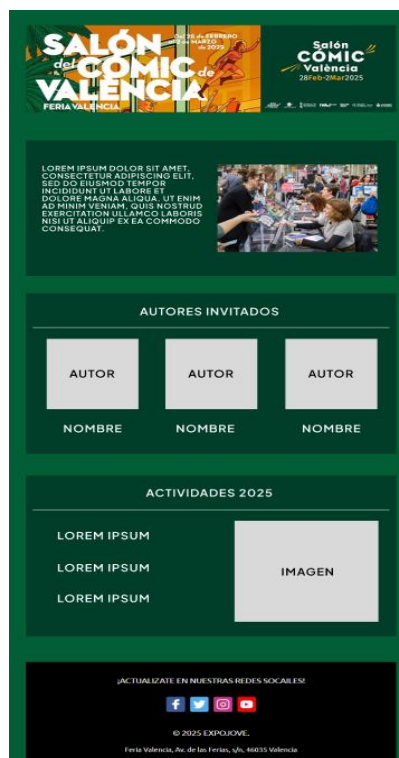 SALÓN
del CÓMIC de
VALÈNCIA
FERIA VALENCIA
Del 28 de FEBRERO
al 2 de MARZO
de 2025
Salón
CÓMIC
València
28Feb-2Mar2025
LOREM IPSUM DOLOR SIT AMET,
CONSECTETUR ADIPISCING ELIT,
SED DO EIUSMOD TEMPOR
INCIDIDUNT UT LABORE ET
DOLORE MAGNA ALIQUA. UT ENIM
AD MINIM VENIAM, QUIS NOSTRUD
EXERCITATION ULLAMCO LABORIS
NISI UT ALIQUIP EX EA COMMODO
CONSEQUAT.
AUTORES INVITADOS
AUTOR AUTOR AUTOR
NOMBRE NOMBRE NOMBRE
ACTIVIDADES 2025
LOREM IPSUM
LOREM IPSUM
LOREM IPSUM
IMAGEN
¡ACTUALIZATE EN NUESTRAS REDES SOCAILES!
© 2025 EXPOJOVE.
Feria Valencia, Av. de las Ferias, s/n, 46035 Valencia